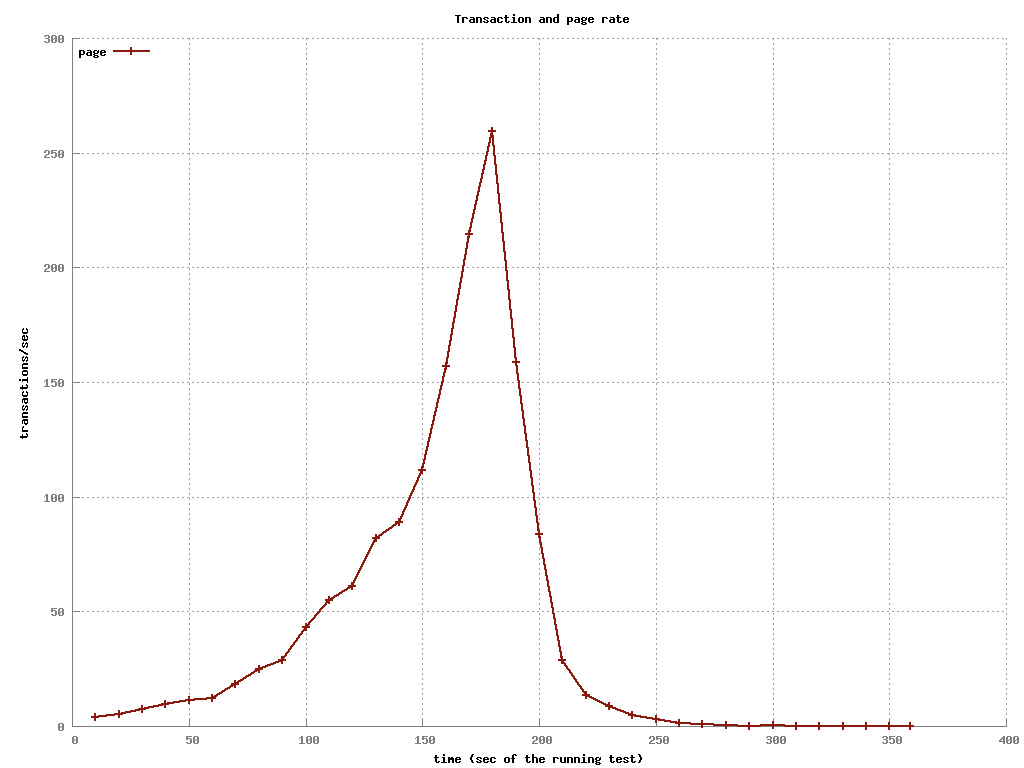 Transaction and page rate
page
300
250
200
150
100
50
0
transactions/sec
0 50 100 150 200 250 300 350 400
time (sec of the running test)